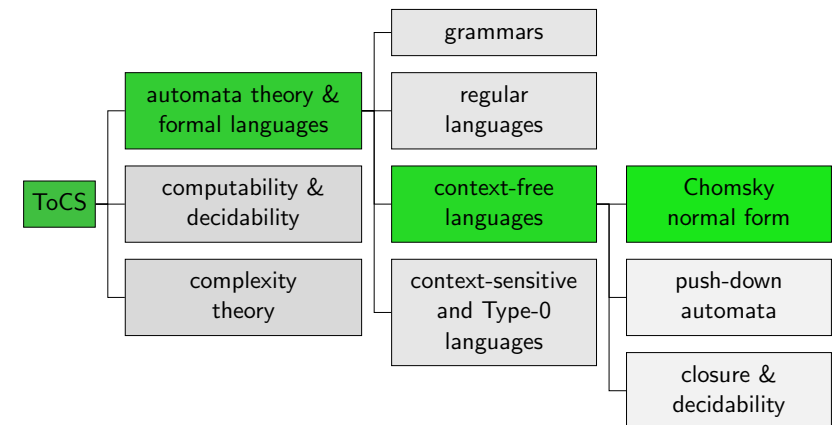 ToCS
automata theory &
formal languages
computability &
decidability
complexity
theory
grammars
regular
languages
context-free
languages
context-sensitive
and Type-0
languages
Chomsky
normal form
push-down
automata
closure &
decidability